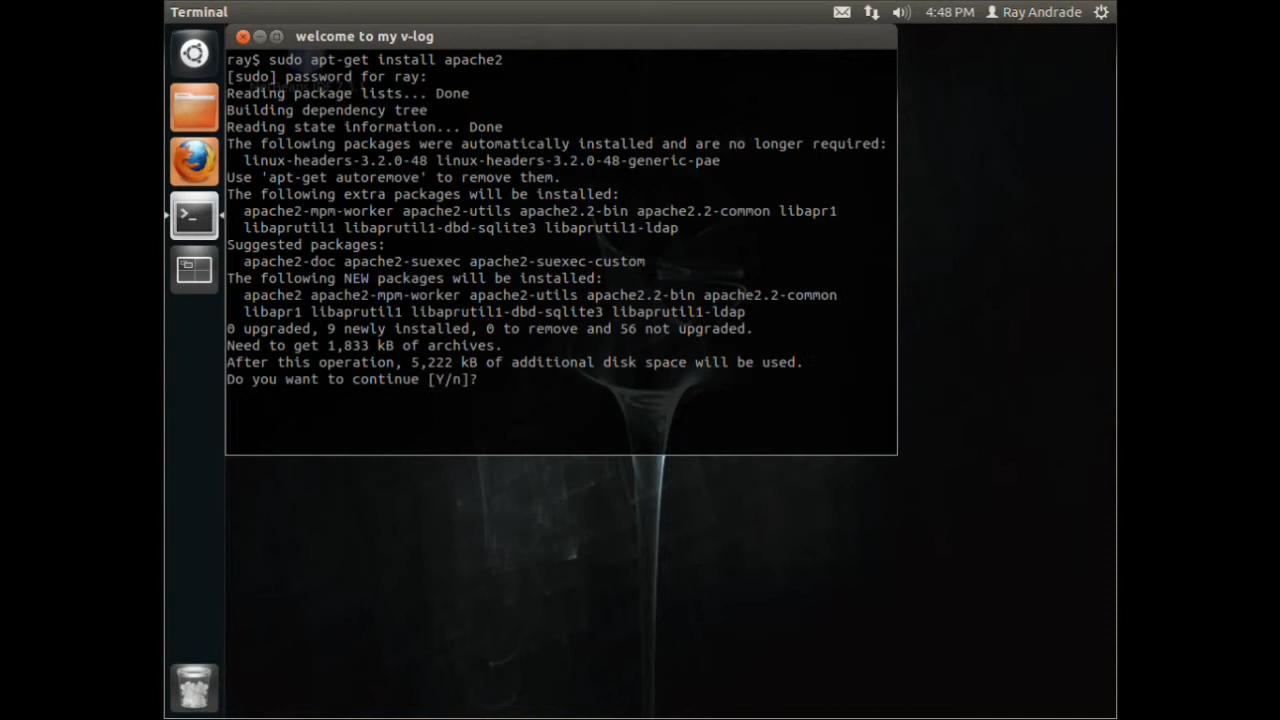 Terminal
4:48 PM Ray Andrade
welcome to my v-log
ray$ sudo apt-get install apache2
[sudo] password for ray:
Reading package lists... Done
Building dependency tree
Reading state information... Done
The following packages were automatically installed and are no longer required:
  linux-headers-3.2.0-48 linux-headers-3.2.0-48-generic-pae
Use 'apt-get autoremove' to remove them.
The following extra packages will be installed:
  apache2-mpm-worker apache2-utils apache2.2-bin apache2.2-common libapr1
  libaprutil1 libaprutil1-dbd-sqlite3 libaprutil1-ldap
Suggested packages:
  apache2-doc apache2-suexec apache2-suexec-custom
The following NEW packages will be installed:
  apache2 apache2-mpm-worker apache2-utils apache2.2-bin apache2.2-common
  libapr1 libaprutil1 libaprutil1-dbd-sqlite3 libaprutil1-ldap
0 upgraded, 9 newly installed, 0 to remove and 56 not upgraded.
Need to get 1,833 kB of archives.
After this operation, 5,222 kB of additional disk space will be used.
Do you want to continue [Y/n]?